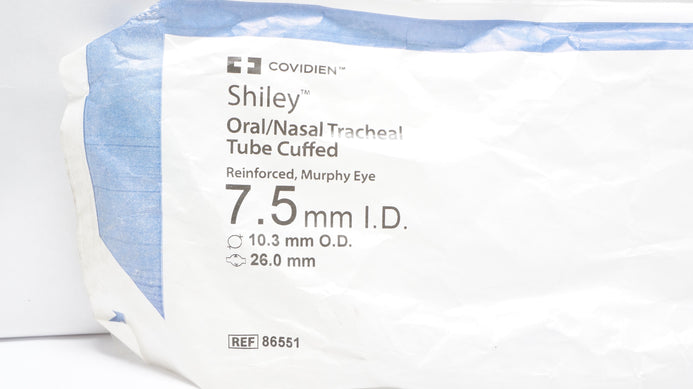 COVIDIEN™
Shiley™
Oral/Nasal Tracheal
Tube Cuffed
Reinforced, Murphy Eye
7.5 mm I.D.
10.3 mm O.D.
26.0 mm
REF 86551